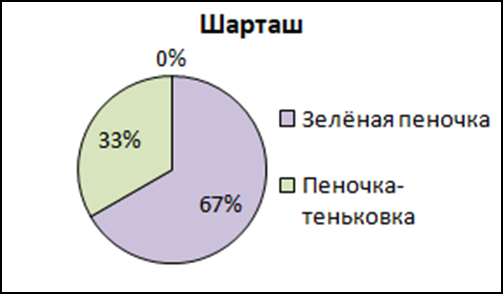 Шарташ
0%
33%
67%
Зелёная пеночка
Пеночка-
теньковка